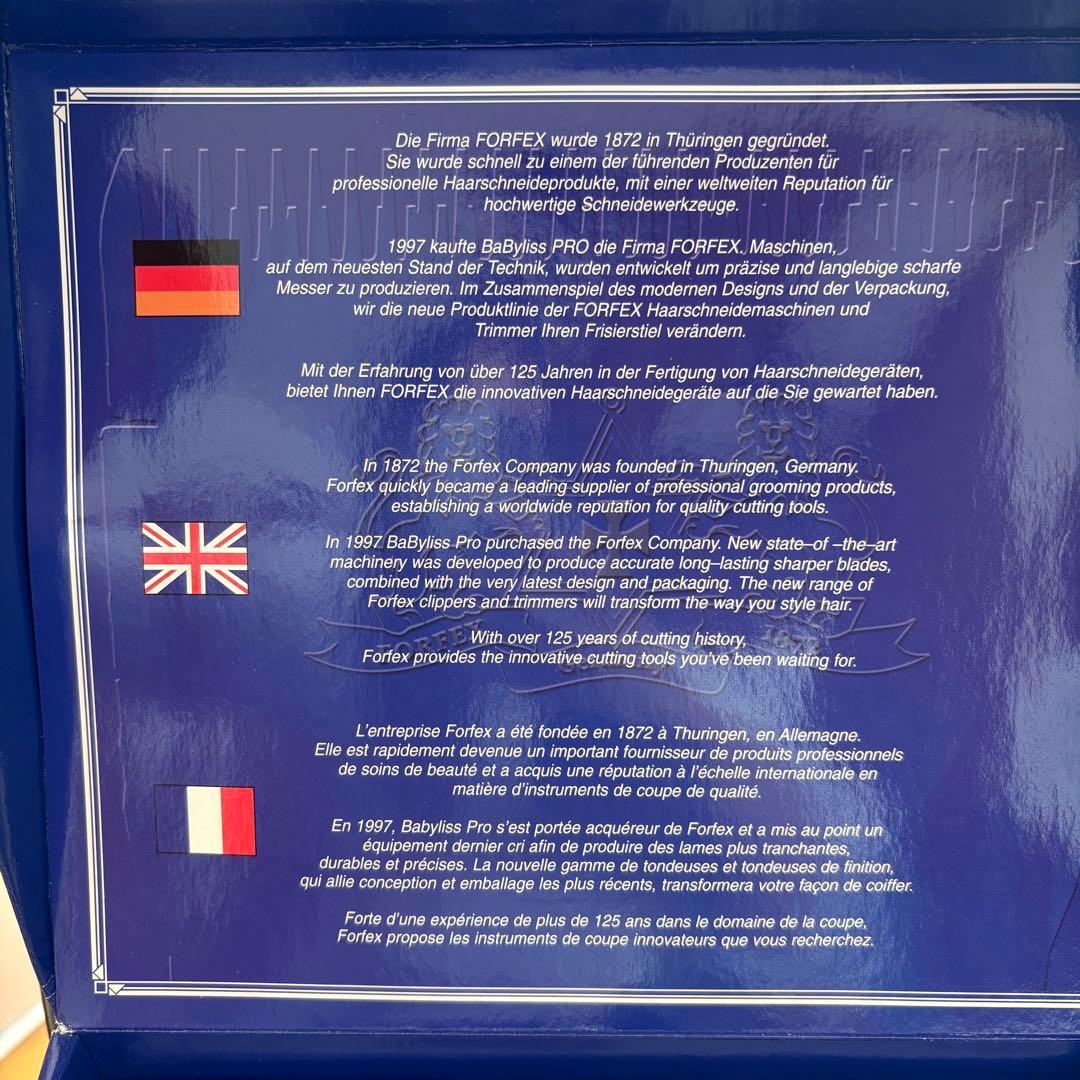 Die Firma FORFEX wurde 1872 in Thüringen gegründet.
Sie wurde schnell zu einem der führenden Produzenten für
professionelle Haarschneideprodukte, mit einer weltweiten Reputation für
hochwertige Schneidewerkzeuge.
1997 kaufte BaByliss PRO die Firma FORFEX. Maschinen,
auf dem neuesten Stand der Technik, wurden entwickelt um präzise und langlebige scharfe
Messer zu produzieren. Im Zusammenspiel des modernen Designs und der Verpackung,
wir die neue Produktlinie der FORFEX Haarschneidemaschinen und
Trimmer Ihren Frisierstiel verändern.
Mit der Erfahrung von über 125 Jahren in der Fertigung von Haarschneidegeräten,
bietet Ihnen FORFEX die innovativen Haarschneidegeräte auf die Sie gewartet haben.
In 1872 the Forfex Company was founded in Thuringen, Germany.
Forfex quickly became a leading supplier of professional grooming products,
establishing a worldwide reputation for quality cutting tools.
In 1997 BaByliss Pro purchased the Forfex Company. New state–of –the–art
machinery was developed to produce accurate long–lasting sharper blades,
combined with the very latest design and packaging. The new range of
Forfex clippers and trimmers will transform the way you style hair.
With over 125 years of cutting history,
Forfex provides the innovative cutting tools you've been waiting for.
FORFEX
1872
Germany
L'entreprise Forfex a été fondée en 1872 à Thuringen, en Allemagne.
Elle est rapidement devenue un important fournisseur de produits professionnels
de soins de beauté et a acquis une réputation à l'échelle internationale en
matière d'instruments de coupe de qualité.
En 1997, Babyliss Pro s'est portée acquéreur de Forfex et a mis au point un
équipement dernier cri afin de produire des lames plus tranchantes,
durables et précises. La nouvelle gamme de tondeuses et tondeuses de finition,
qui allie conception et emballage les plus récents, transformera votre façon de coiffer.
Forte d'une expérience de plus de 125 ans dans le domaine de la coupe,
Forfex propose les instruments de coupe innovateurs que vous recherchez.